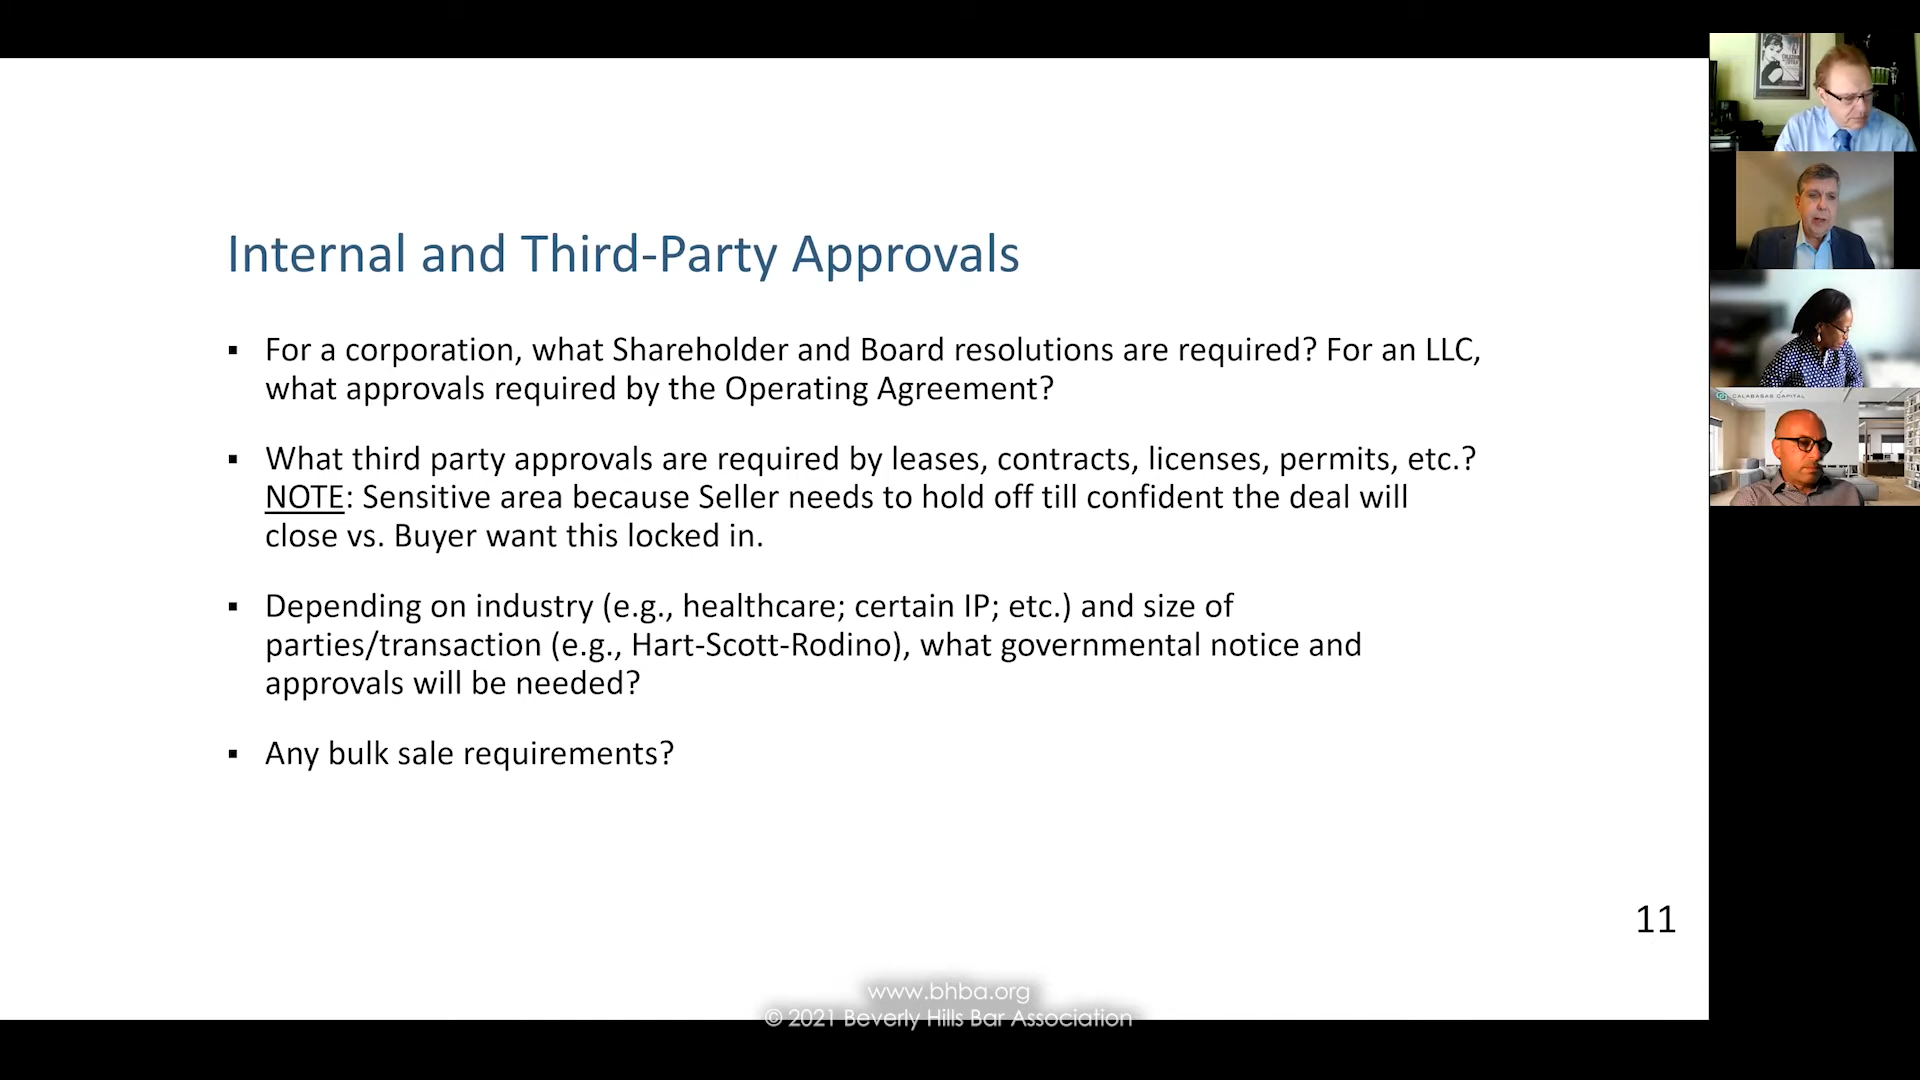 Internal and Third-Party Approvals
▪ For a corporation, what Shareholder and Board resolutions are required? For an LLC,
what approvals required by the Operating Agreement?
▪ What third party approvals are required by leases, contracts, licenses, permits, etc.?
NOTE: Sensitive area because Seller needs to hold off till confident the deal will
close vs. Buyer want this locked in.
▪ Depending on industry (e.g., healthcare; certain IP; etc.) and size of
parties/transaction (e.g., Hart-Scott-Rodino), what governmental notice and
approvals will be needed?
▪ Any bulk sale requirements?
11
www.bhba.org
© 2021 Beverly Hills Bar Association
CALABASAS CAPITAL